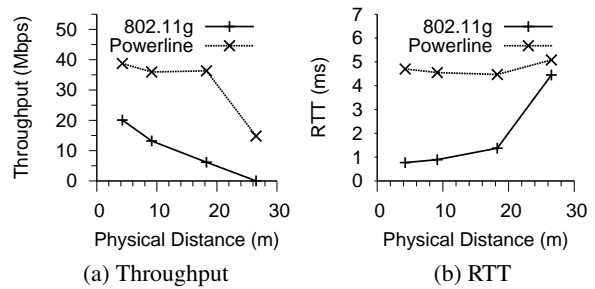 802.11g
Powerline
Throughput (Mbps)
50
40
30
20
10
0
0 10 20 30
Physical Distance (m)
(a) Throughput
802.11g
Powerline
RTT (ms)
7
6
5
4
3
2
1
0
0 10 20 30
Physical Distance (m)
(b) RTT